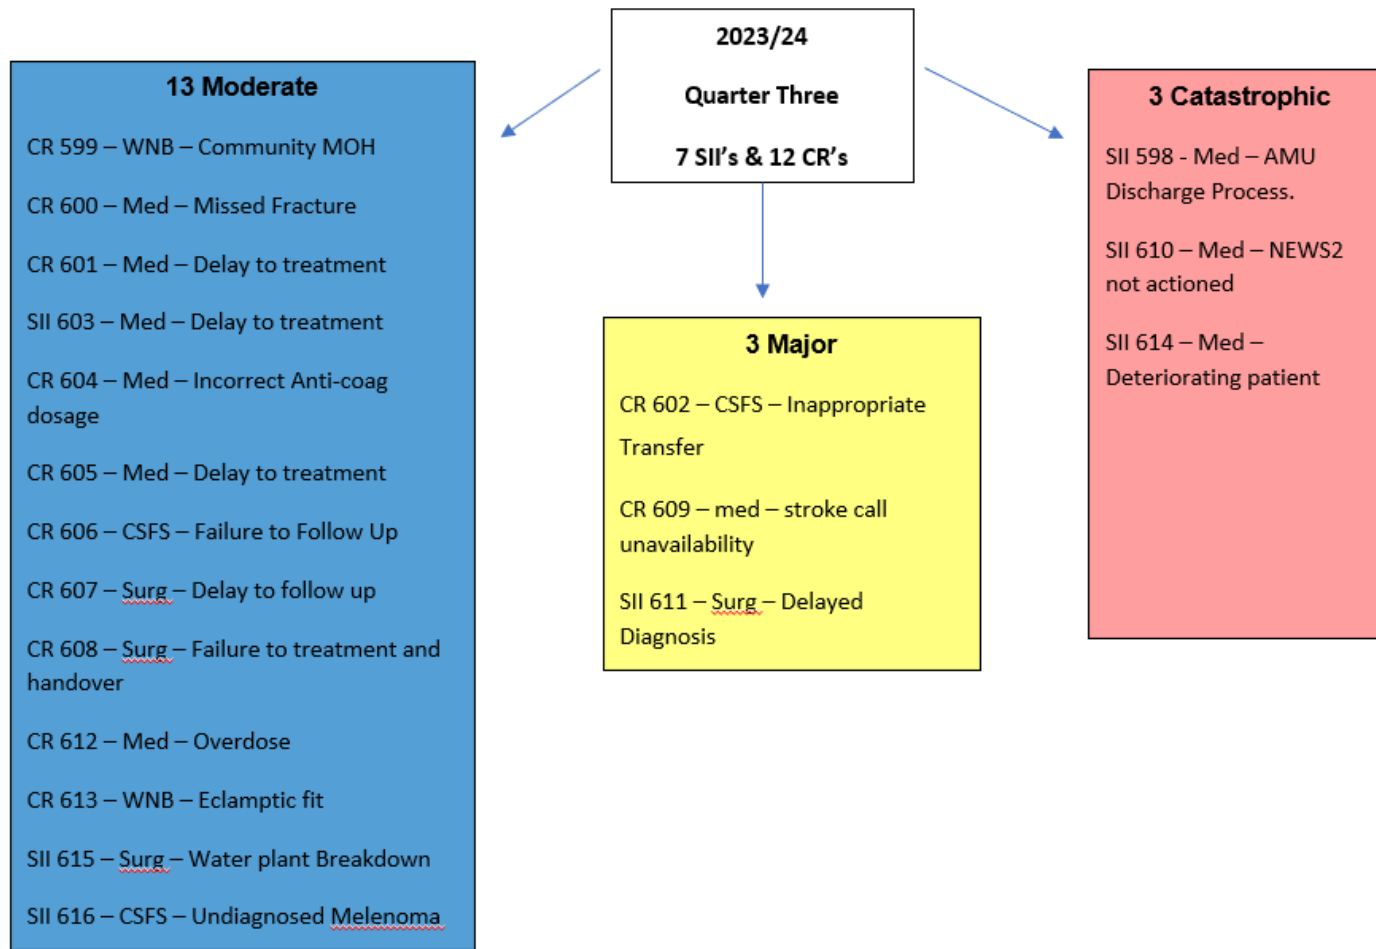 2023/24
Quarter Three
7 SII's & 12 CR's
13 Moderate
CR 599 – WNB – Community MOH
CR 600 – Med – Missed Fracture
CR 601 – Med – Delay to treatment
SII 603 – Med – Delay to treatment
CR 604 – Med – Incorrect Anti-coag
dosage
CR 605 – Med – Delay to treatment
CR 606 – CSFS – Failure to Follow Up
CR 607 – Surg – Delay to follow up
CR 608 – Surg – Failure to treatment and
handover
CR 612 – Med – Overdose
CR 613 – WNB – Eclamptic fit
SII 615 – Surg – Water plant Breakdown
SII 616 – CSFS – Undiagnosed Melenoma
3 Major
CR 602 – CSFS – Inappropriate
Transfer
CR 609 – med – stroke call
unavailability
SII 611 – Surg – Delayed
Diagnosis
3 Catastrophic
SII 598 - Med – AMU
Discharge Process.
SII 610 – Med – NEWS2
not actioned
SII 614 – Med –
Deteriorating patient